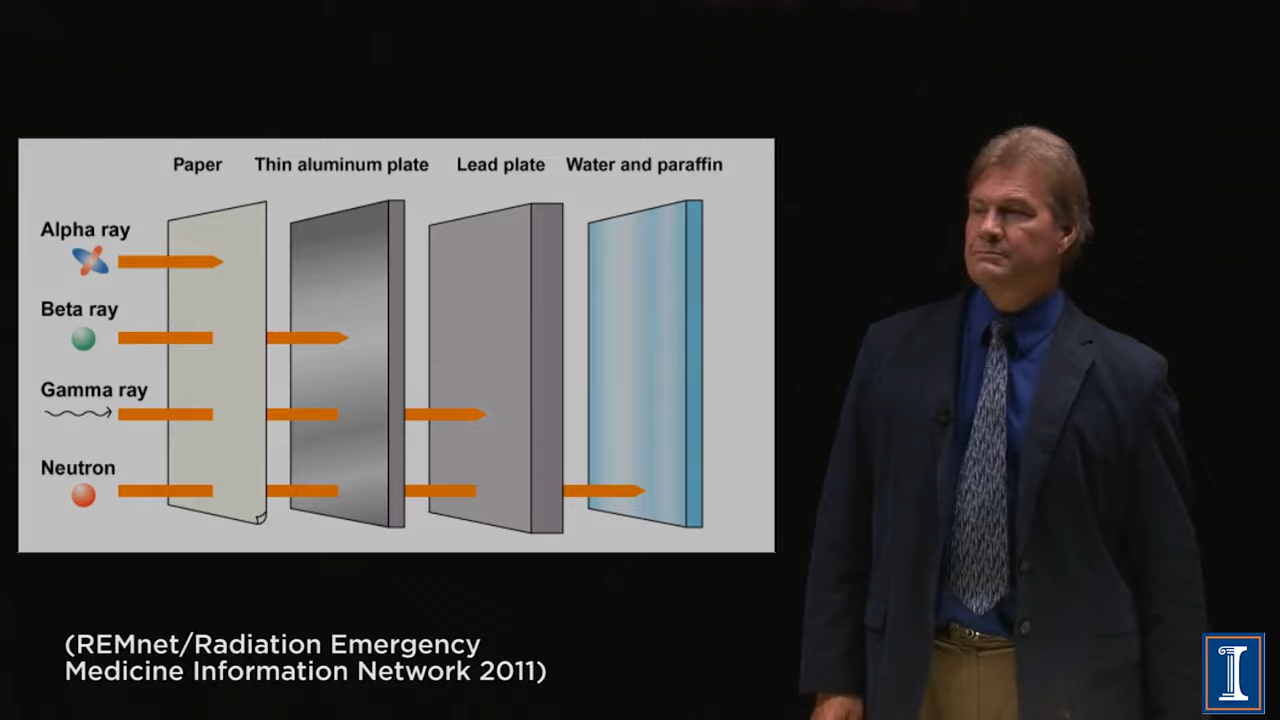 Paper Thin aluminum plate Lead plate Water and paraffin
Alpha ray
Beta ray
Gamma ray
Neutron
(REMnet/Radiation Emergency
Medicine Information Network 2011)
I